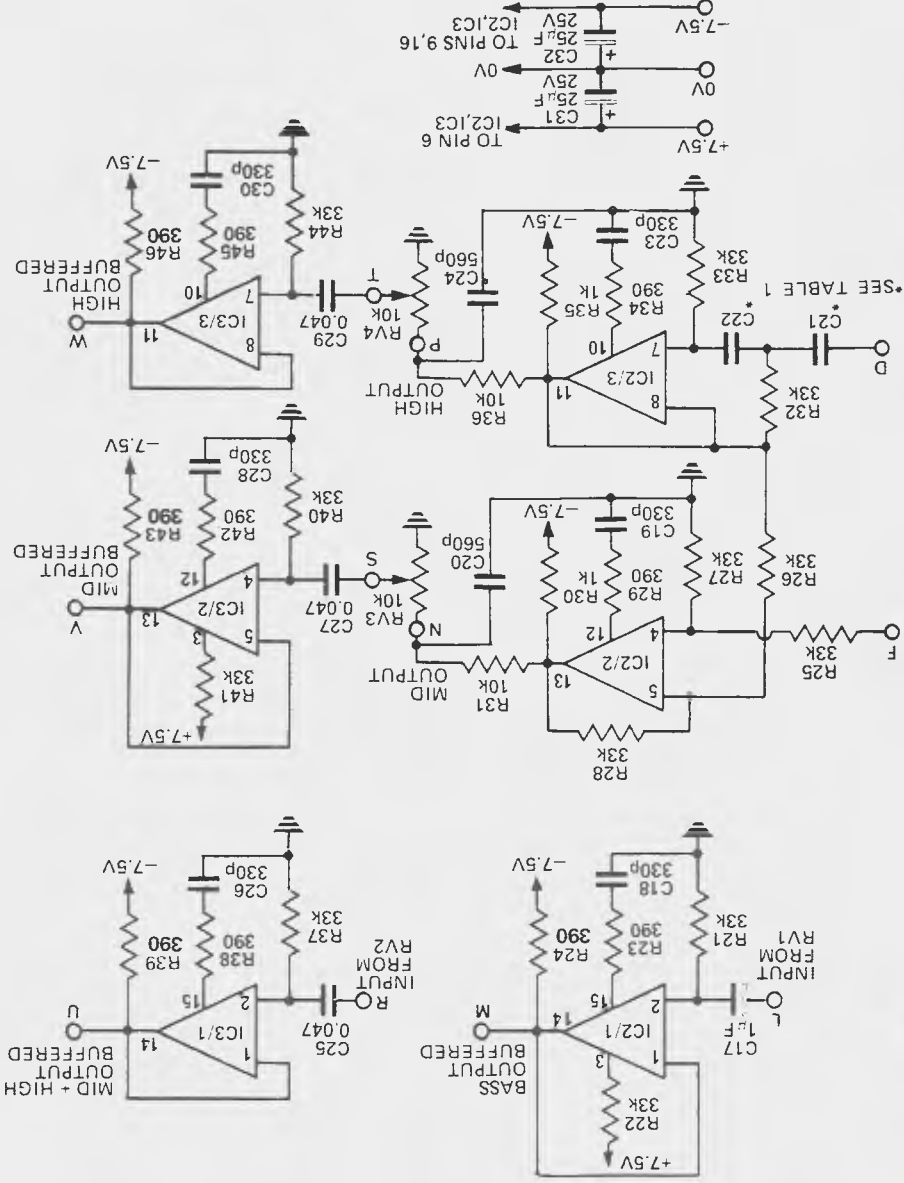 +7.5V
R22
33k
1
3
C17
1µF
L
INPUT
FROM
RV1
2
IC2/1
14
15
M
BASS
BUFFERED
OUTPUT
R21
33k
R23
390
R24
390
C18
330p
−7.5V
MID + HIGH
BUFFERED
OUTPUT
U
1
C25
0.047
R
INPUT
FROM
RV2
2
IC3/1
14
15
R37
33k
R38
390
R39
390
C26
330p
−7.5V
R28
33k
F
R25
33k
5
4
IC2/2
13
12
R31
10k
MID
OUTPUT
N
R26
33k
R27
33k
R29
390
R30
1k
C19
330p
C20
560p
−7.5V
RV3
10k
S
+7.5V
R41
33k
5
3
C27
0.047
4
IC3/2
13
12
V
MID
BUFFERED
OUTPUT
R40
33k
R42
390
R43
390
C28
330p
−7.5V
D
C21
*
C22
*
*SEE TABLE 1
R32
33k
8
7
IC2/3
11
10
R36
10k
HIGH
OUTPUT
P
R33
33k
R34
390
R35
1k
C23
330p
C24
560p
−7.5V
RV4
10k
T
8
C29
0.047
7
IC3/3
11
10
W
HIGH
BUFFERED
OUTPUT
R44
33k
R45
390
R46
390
C30
330p
−7.5V
+7.5V
TO PIN 6
IC2,IC3
+
C31
25µF
25V
0V
0V
+
C32
25µF
25V
−7.5V
TO PINS 9,16
IC2,IC3